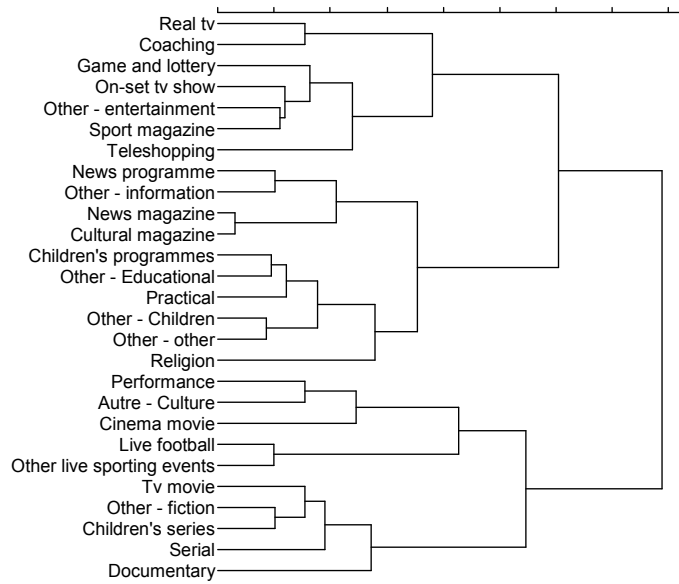 Real tv
Coaching
Game and lottery
On-set tv show
Other - entertainment
Sport magazine
Teleshopping
News programme
Other - information
News magazine
Cultural magazine
Children's programmes
Other - Educational
Practical
Other - Children
Other - other
Religion
Performance
Autre - Culture
Cinema movie
Live football
Other live sporting events
Tv movie
Other - fiction
Children's series
Serial
Documentary